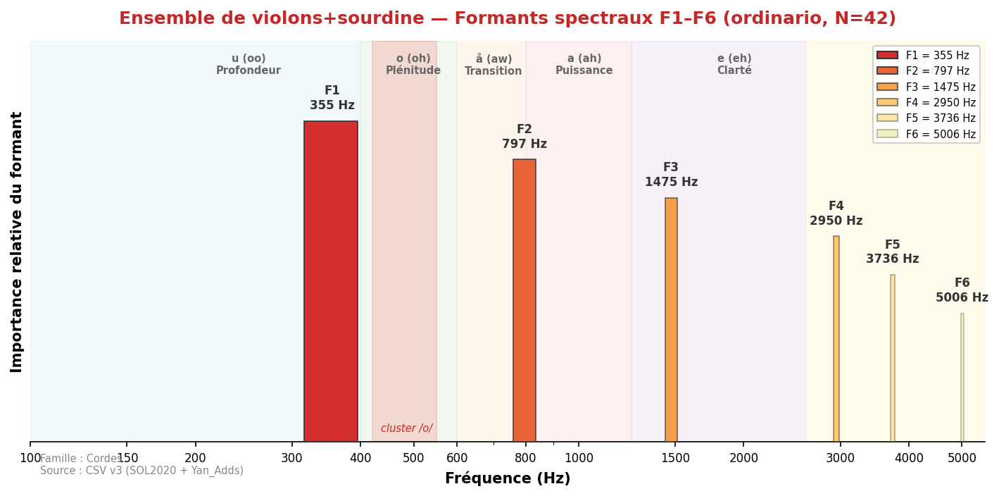 Ensemble de violons+sourdine — Formants spectraux F1–F6 (ordinario, N=42)
u (oo)
Profondeur
o (oh)
Plénitude
å (aw)
Transition
a (ah)
Puissance
e (eh)
Clarté
F1 = 355 Hz
F2 = 797 Hz
F3 = 1475 Hz
F4 = 2950 Hz
F5 = 3736 Hz
F6 = 5006 Hz
F1
355 Hz
F2
797 Hz
F3
1475 Hz
F4
2950 Hz
F5
3736 Hz
F6
5006 Hz
cluster /o/
Importance relative du formant
100 150 200 300 400 500 600 800 1000 1500 2000 3000 4000 5000
Fréquence (Hz)
Famille : Cordes
Source : CSV v3 (SOL2020 + Yan_Adds)